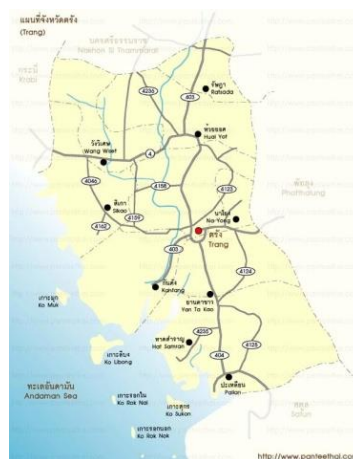 แผนที่จังหวัดตรัง
(Trang)
นครศรีธรรมราช
Nakhon Si Thammarat
กระบี่
Krabi
4236
403
รัษฎา
Ratsada
ห้วยยอด
Huai Yot
วังวิเศษ
Wang Wiset
4
4046
4158
4123
สิเกา
Sikao
4159
4162
นาโยง
Na-Yong
พัทลุง
Phatthalung
ตรัง
Trang
403
4124
กันตัง
Kantang
ย่านตาขาว
Yan Ta Kao
เกาะมุก
Ko Muk
หาดสำราญ
Hat Samran
4235
404
4125
เกาะลิบง
Ko Libong
ปะเหลียน
Palian
ทะเลอันดามัน
Andaman Sea
เกาะรอกใน
Ko Rok Nai
เกาะสุกร
Ko Sukon
สตูล
Satun
เกาะรอกนอก
Ko Rok Nok
http://www.panteethai.com